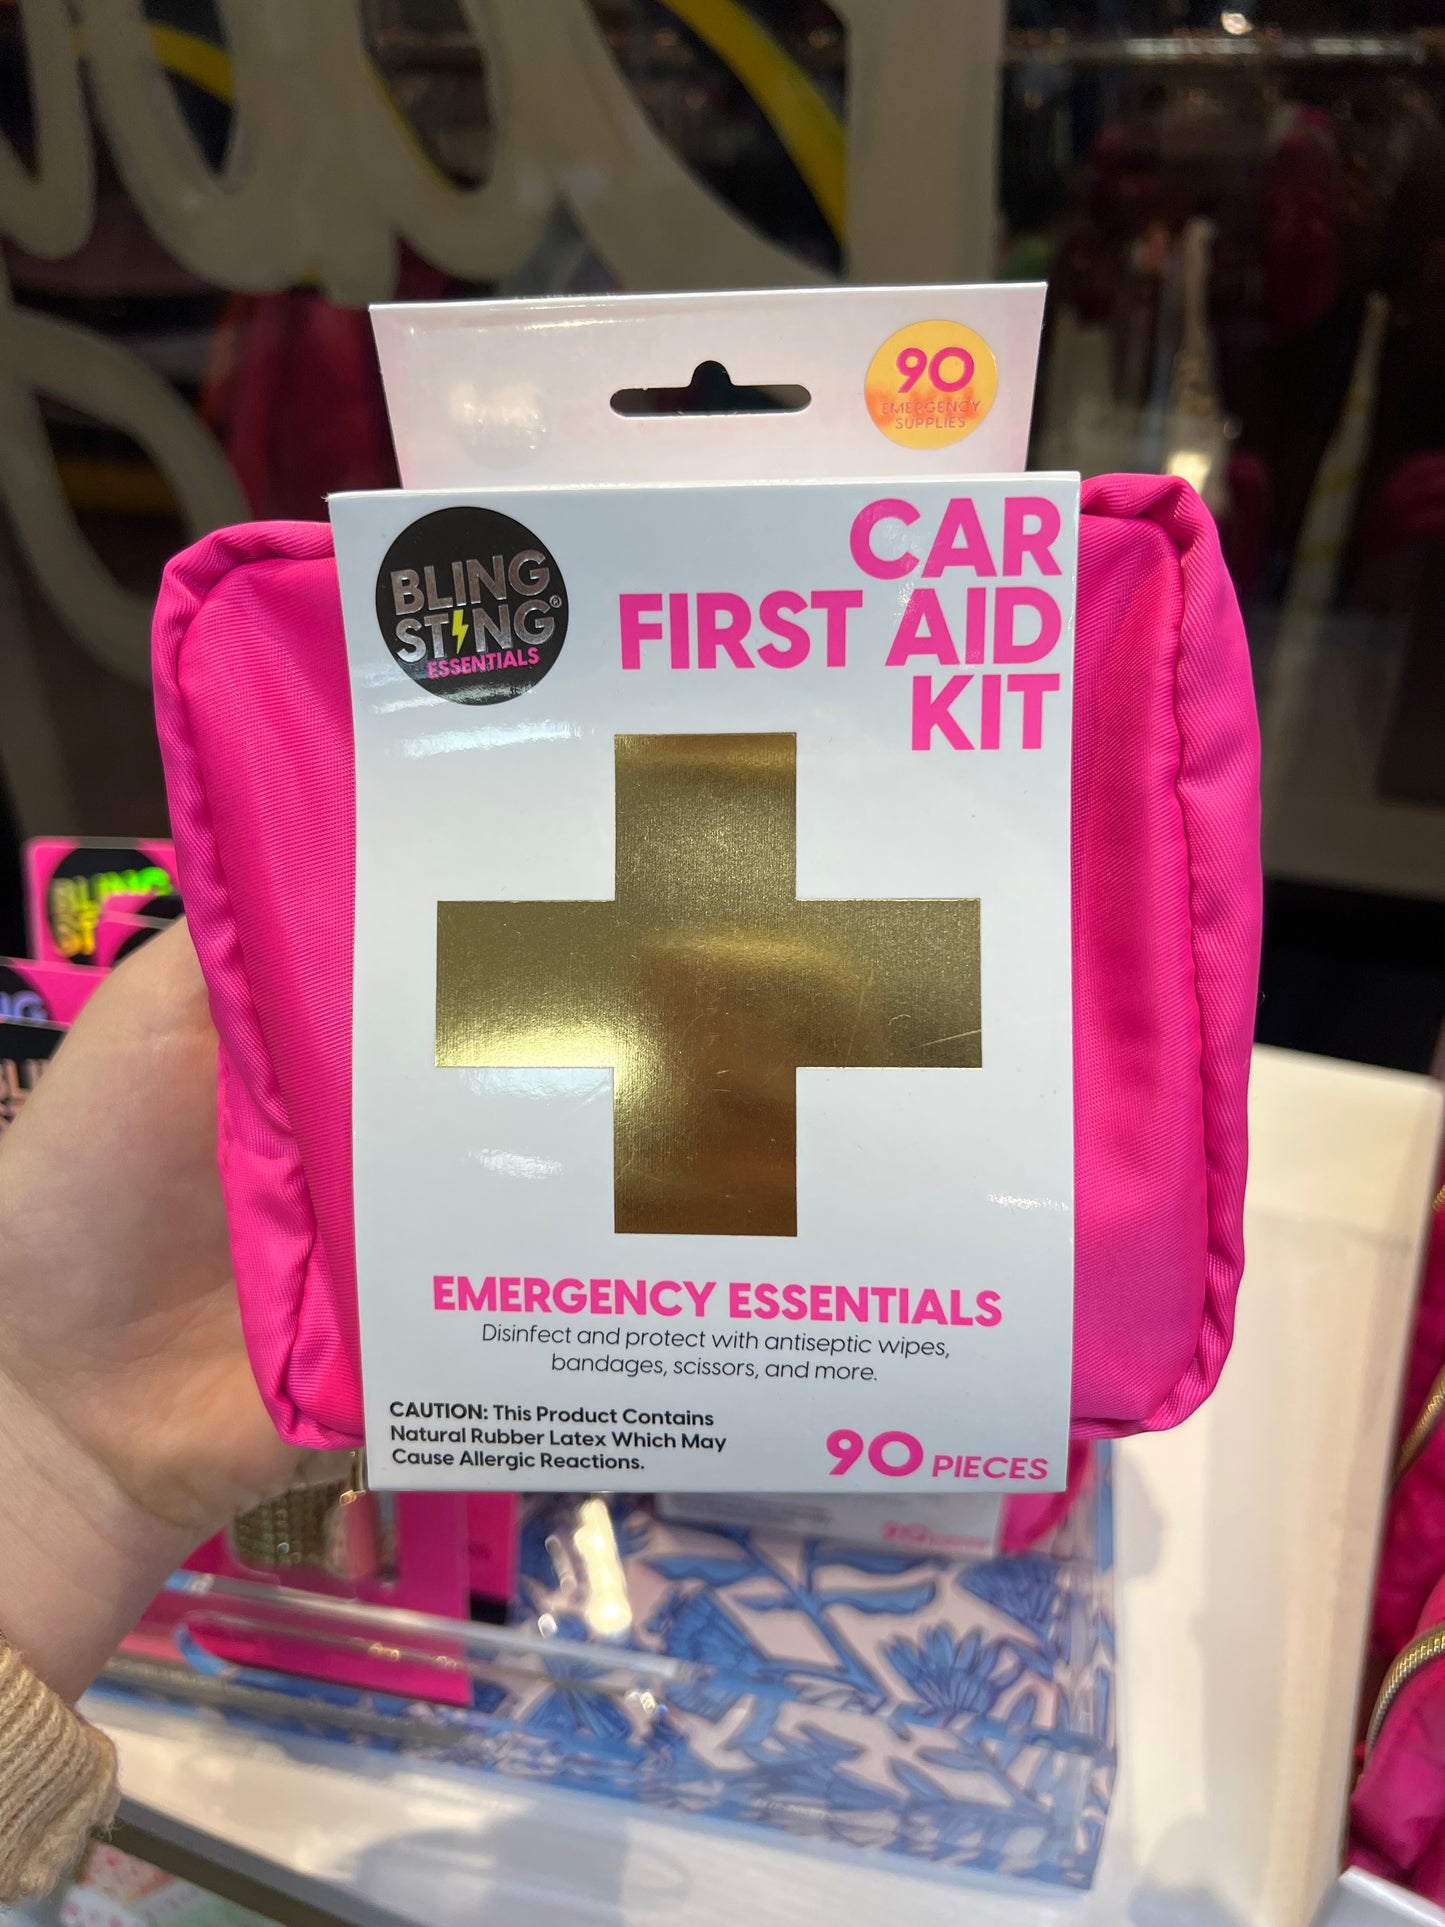 90
EMERGENCY
SUPPLIES
BLING
STING®
ESSENTIALS
CAR
FIRST AID
KIT
EMERGENCY ESSENTIALS
Disinfect and protect with antiseptic wipes,
bandages, scissors, and more.
CAUTION: This Product Contains
Natural Rubber Latex Which May
Cause Allergic Reactions.
90 PIECES
BLING